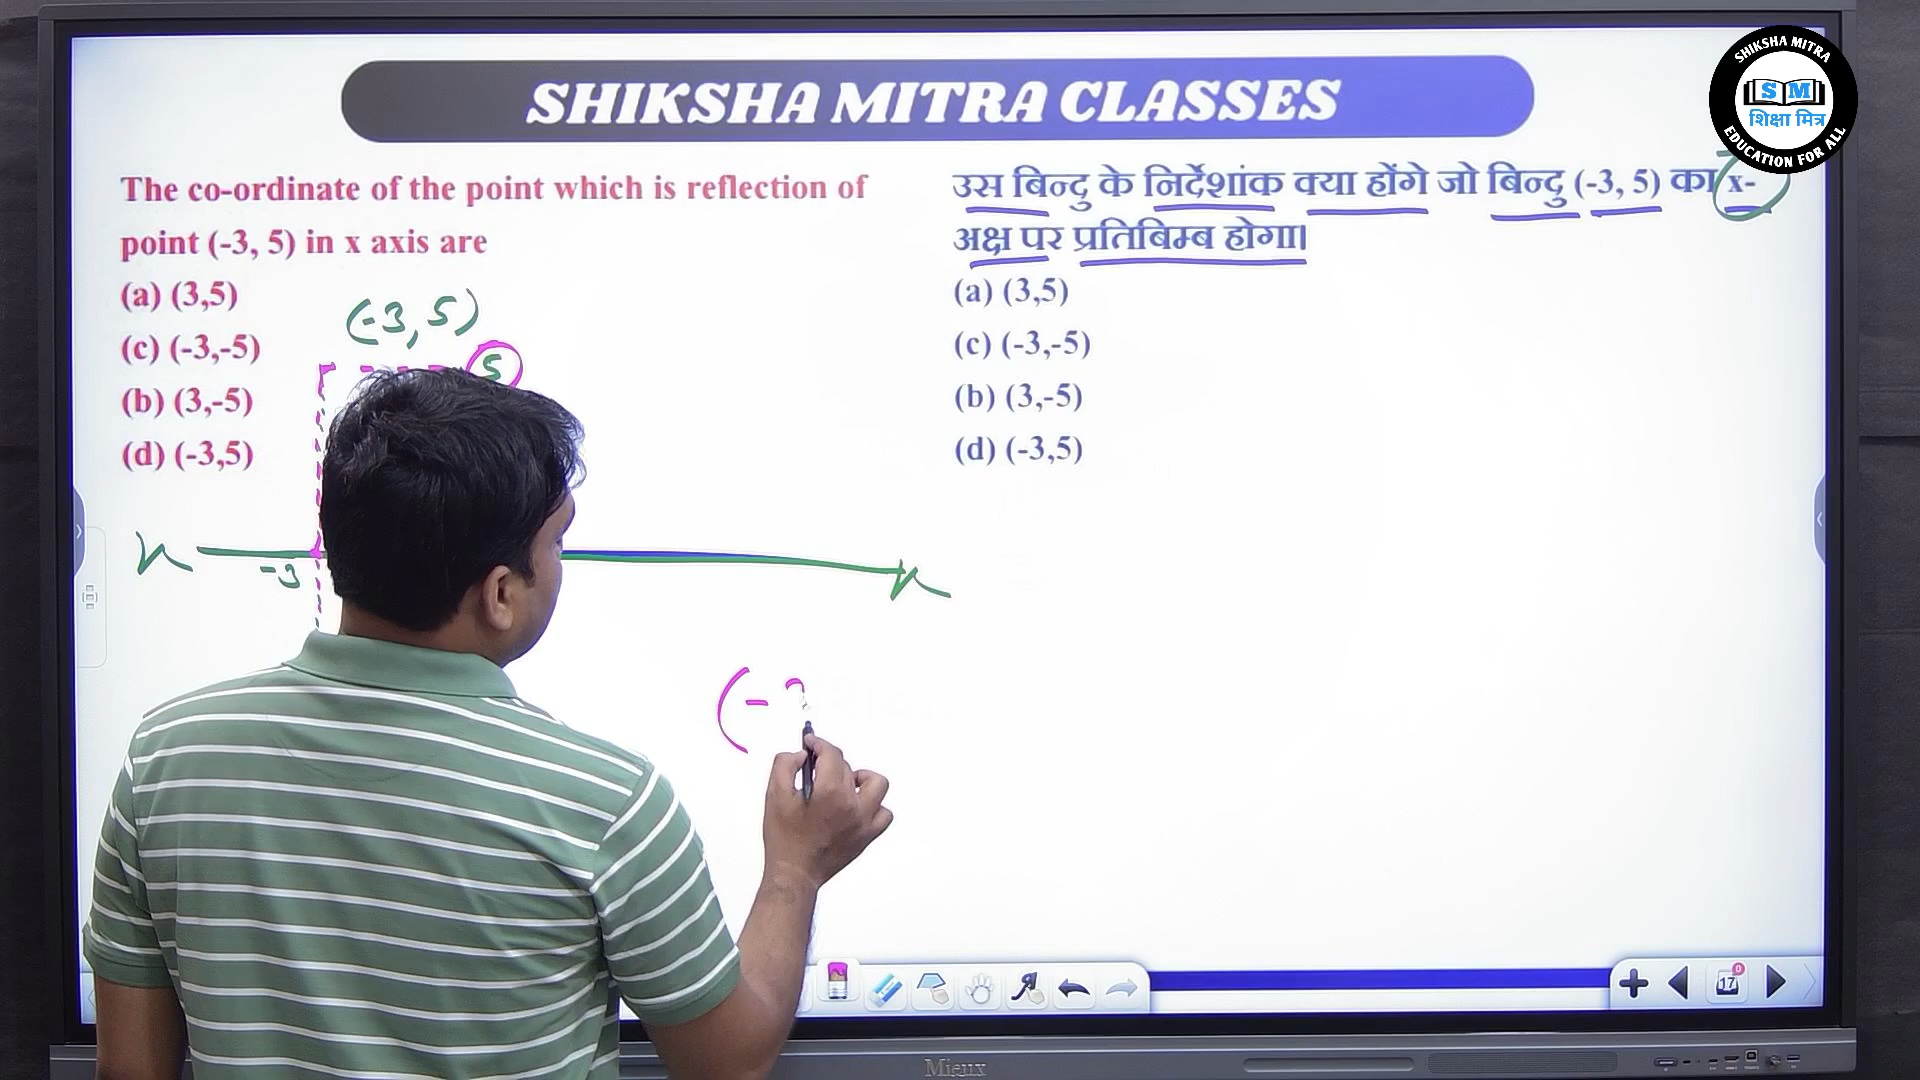 SHIKSHA MITRA CLASSES
SHIKSHA MITRA
SM
शिक्षा मित्र
EDUCATION FOR ALL
The co-ordinate of the point which is reflection of
point (-3, 5) in x axis are
(a) (3,5)
(c) (-3,-5)
(b) (3,-5)
(d) (-3,5)
उस बिन्दु के निर्देशांक क्या होंगे जो बिन्दु (-3, 5) का x-
अक्ष पर प्रतिबिम्ब होगा।
(a) (3,5)
(c) (-3,-5)
(b) (3,-5)
(d) (-3,5)
(-3,5)
5
x
-3
x
(-
17
0